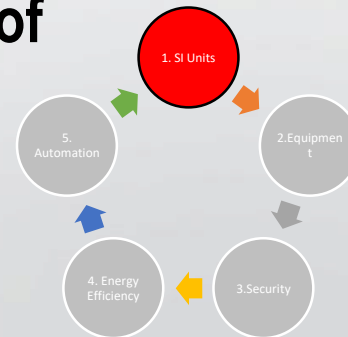 of
1. SI Units
2.Equipmen
t
3.Security
4. Energy
Efficiency
5.
Automation